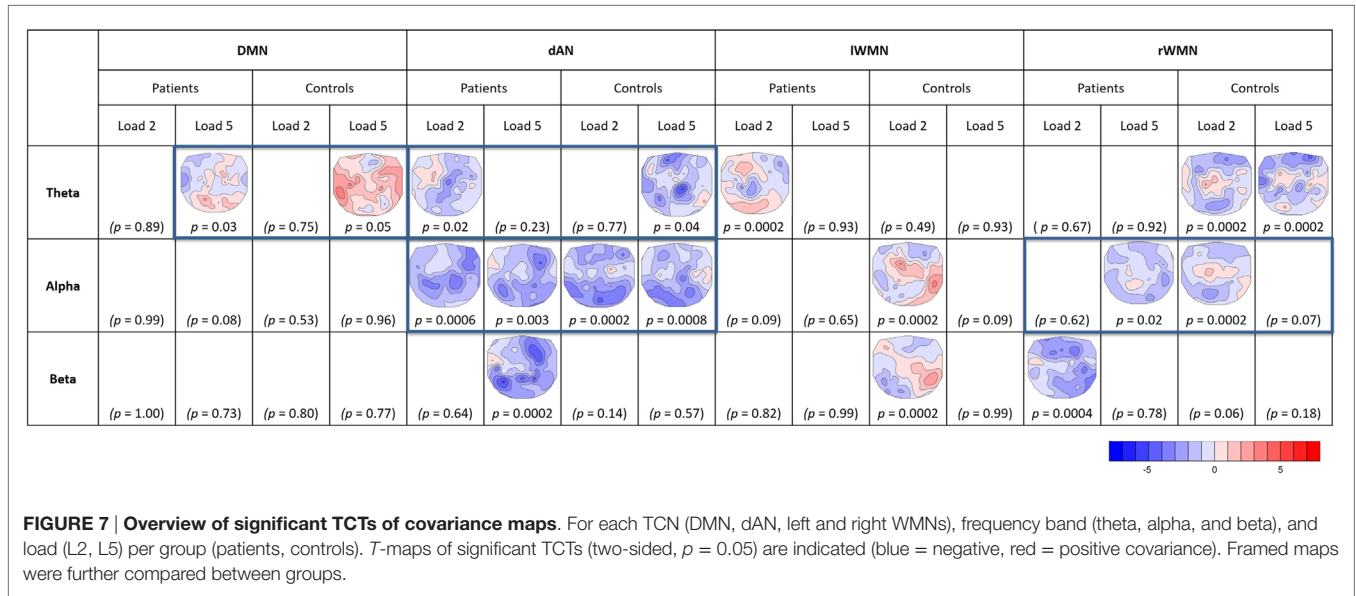 DMN dAN lWMN rWMN
Patients Controls Patients Controls Patients Controls Patients Controls
Load 2 Load 5 Load 2 Load 5 Load 2 Load 5 Load 2 Load 5 Load 2 Load 5 Load 2 Load 5 Load 2 Load 5 Load 2 Load 5
Theta
(p = 0.89) p = 0.03 (p = 0.75) p = 0.05 p = 0.02 (p = 0.23) (p = 0.77) p = 0.04 p = 0.0002 (p = 0.93) (p = 0.49) (p = 0.93) ( p = 0.67) (p = 0.92) p = 0.0002 p = 0.0002
Alpha
(p = 0.99) (p = 0.08) (p = 0.53) (p = 0.96) p = 0.0006 p = 0.003 p = 0.0002 p = 0.0008 (p = 0.09) (p = 0.65) p = 0.0002 (p = 0.09) (p = 0.62) p = 0.02 p = 0.0002 (p = 0.07)
Beta
(p = 1.00) (p = 0.73) (p = 0.80) (p = 0.77) (p = 0.64) p = 0.0002 (p = 0.14) (p = 0.57) (p = 0.82) (p = 0.99) p = 0.0002 (p = 0.99) p = 0.0004 (p = 0.78) (p = 0.06) (p = 0.18)
-5 0 5
FIGURE 7 | Overview of significant TCTs of covariance maps. For each TCN (DMN, dAN, left and right WMNs), frequency band (theta, alpha, and beta), and
load (L2, L5) per group (patients, controls). T-maps of significant TCTs (two-sided, p = 0.05) are indicated (blue = negative, red = positive covariance). Framed maps
were further compared between groups.